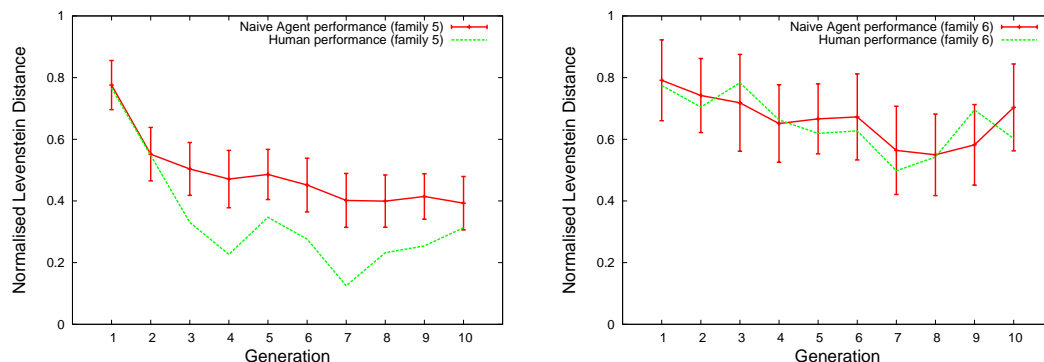 Naive Agent performance (family 5)
Human performance (family 5)
Normalised Levenstein Distance
1
0.8
0.6
0.4
0.2
0
1 2 3 4 5 6 7 8 9 10
Generation
Naive Agent performance (family 6)
Human performance (family 6)
Normalised Levenstein Distance
1
0.8
0.6
0.4
0.2
0
1 2 3 4 5 6 7 8 9 10
Generation